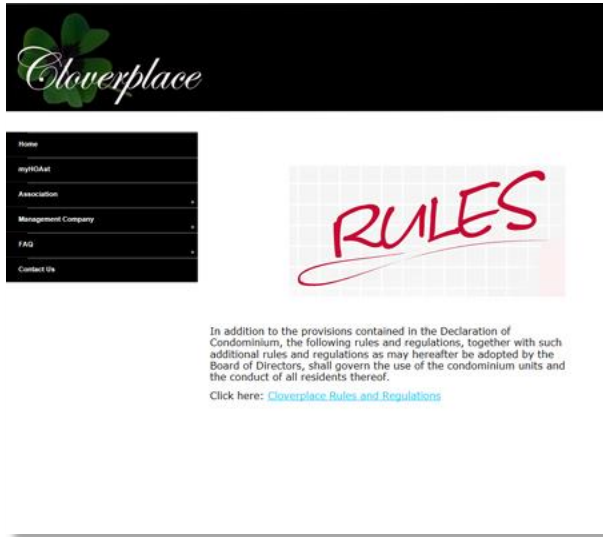 Cloverplace
Home
myHOAst
Association
Management Company
FAQ
Contact Us
RULES
In addition to the provisions contained in the Declaration of
Condominium, the following rules and regulations, together with such
additional rules and regulations as may hereafter be adopted by the
Board of Directors, shall govern the use of the condominium units and
the conduct of all residents thereof.
Click here: Cloverplace Rules and Regulations